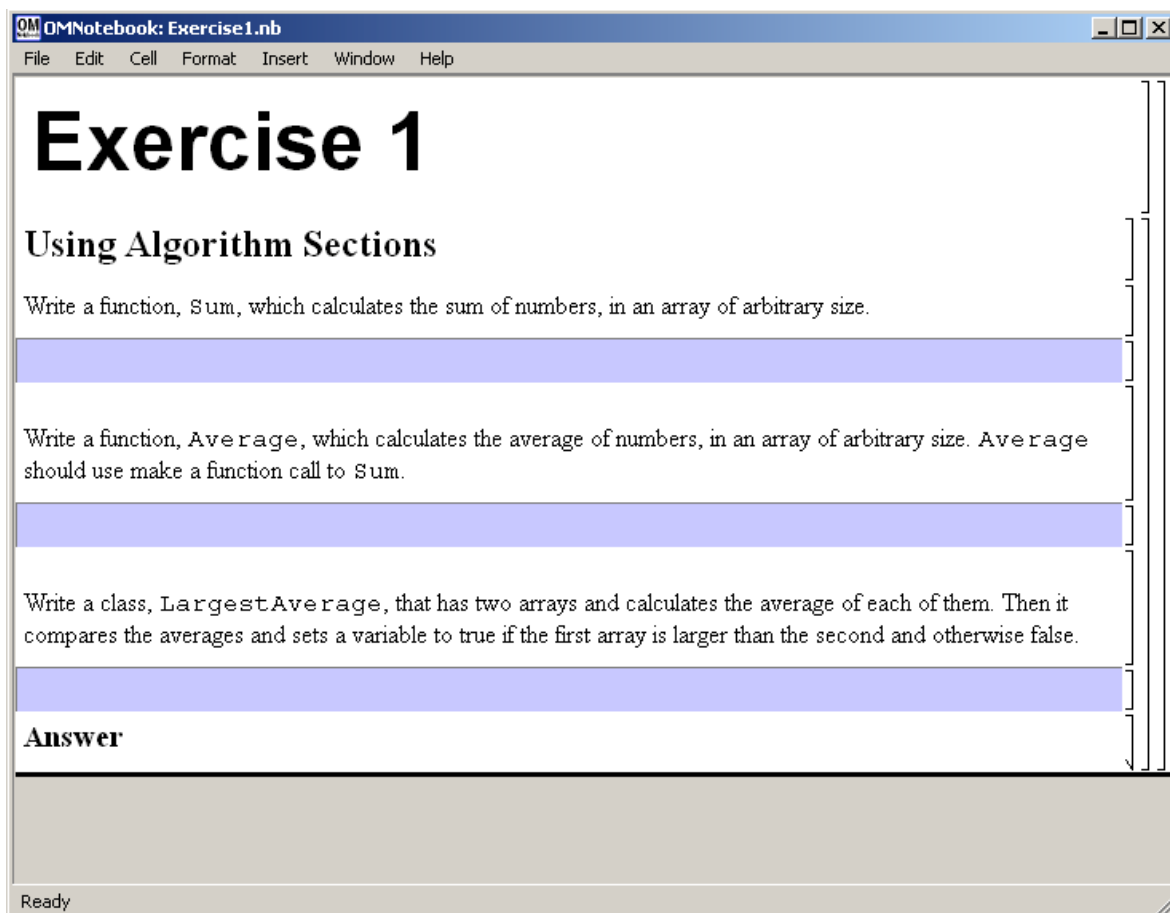 OMNotebook: Exercise1.nb
File Edit Cell Format Insert Window Help
Exercise 1
Using Algorithm Sections
Write a function, Sum, which calculates the sum of numbers, in an array of arbitrary size.
Write a function, Average, which calculates the average of numbers, in an array of arbitrary size. Average
should use make a function call to Sum.
Write a class, LargestAverage, that has two arrays and calculates the average of each of them. Then it
compares the averages and sets a variable to true if the first array is larger than the second and otherwise false.
Answer
Ready